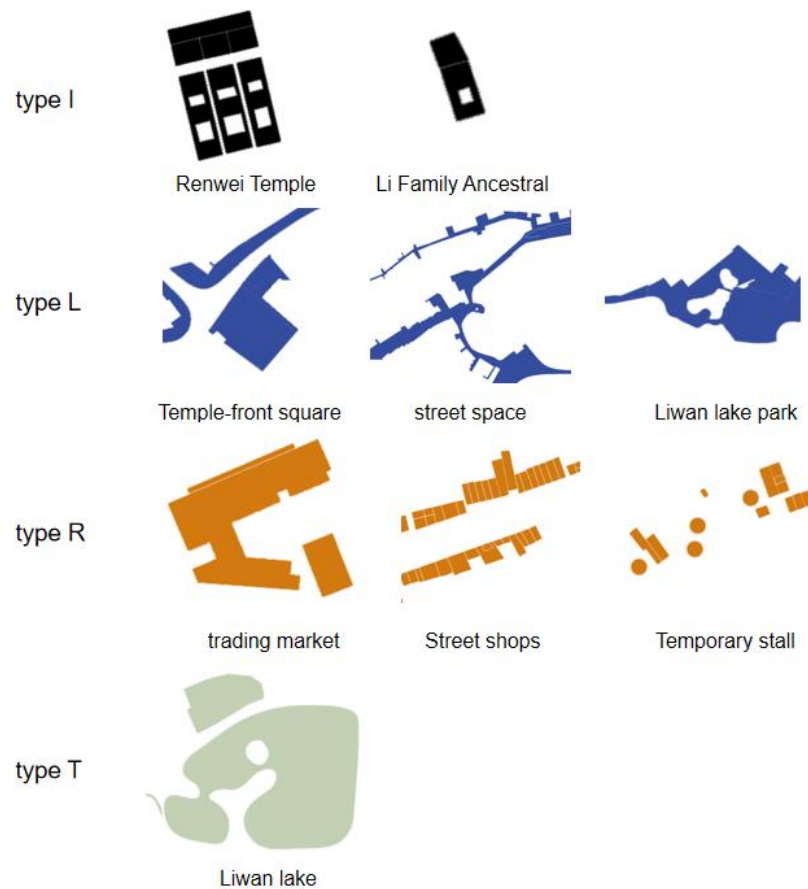 type I
Renwei Temple
Li Family Ancestral
type L
Temple-front square
street space
Liwan lake park
type R
trading market
Street shops
Temporary stall
type T
Liwan lake